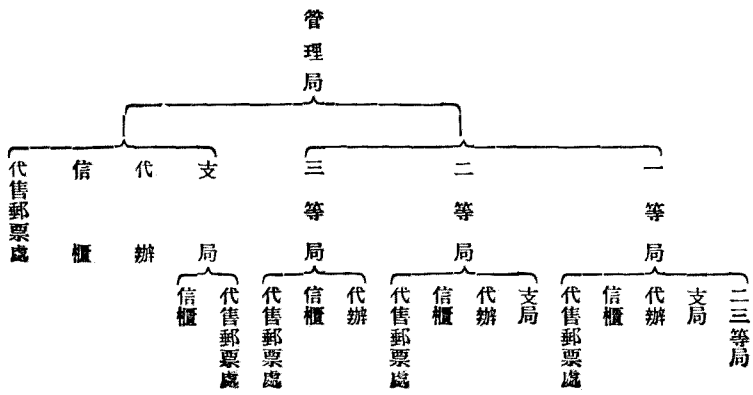 管理局
一等局
二等局
三等局
支局
代辦
信櫃
代售郵票處
二三等局
支局
代辦
信櫃
代售郵票處
支局
代辦
信櫃
代售郵票處
代辦
信櫃
代售郵票處
代售郵票處
信櫃